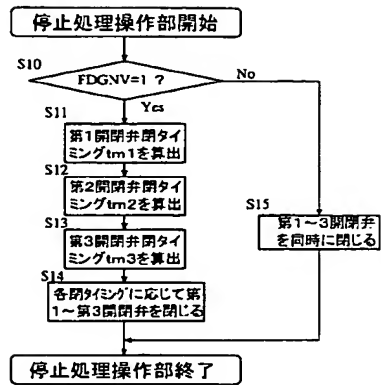 停止処理操作部開始
S10
FDGNV=1 ?
No
Yes
S11
第1開閉弁閉タイ
ミングtm1を算出
S12
第2開閉弁閉タイ
ミングtm2を算出
S13
第3開閉弁閉タイ
ミングtm3を算出
S14
各閉タイミングに応じて第
1～第3開閉弁を閉じる
S15
第1～3開閉弁
を同時に閉じる
停止処理操作部終了